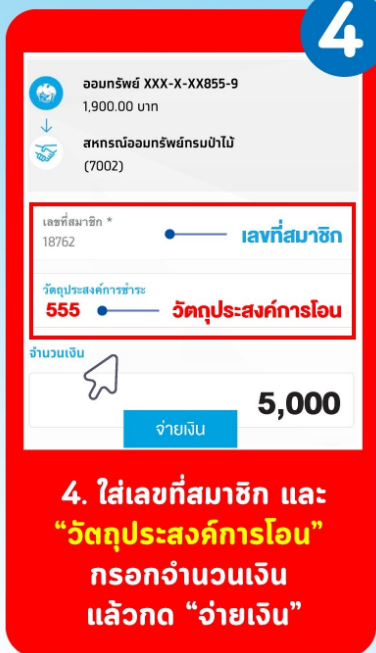 4
ออมทรัพย์ XXX-X-XX855-9
1,900.00 บาท
สหกรณ์ออมทรัพย์กรมป่าไม้
(7002)
เลขที่สมาชิก *
18762
เลขที่สมาชิก
วัตถุประสงค์การชำระ
555
วัตถุประสงค์การโอน
จำนวนเงิน
5,000
จ่ายเงิน
4. ใส่เลขที่สมาชิก และ
“วัตถุประสงค์การโอน”
กรอกจำนวนเงิน
แล้วกด “จ่ายเงิน”